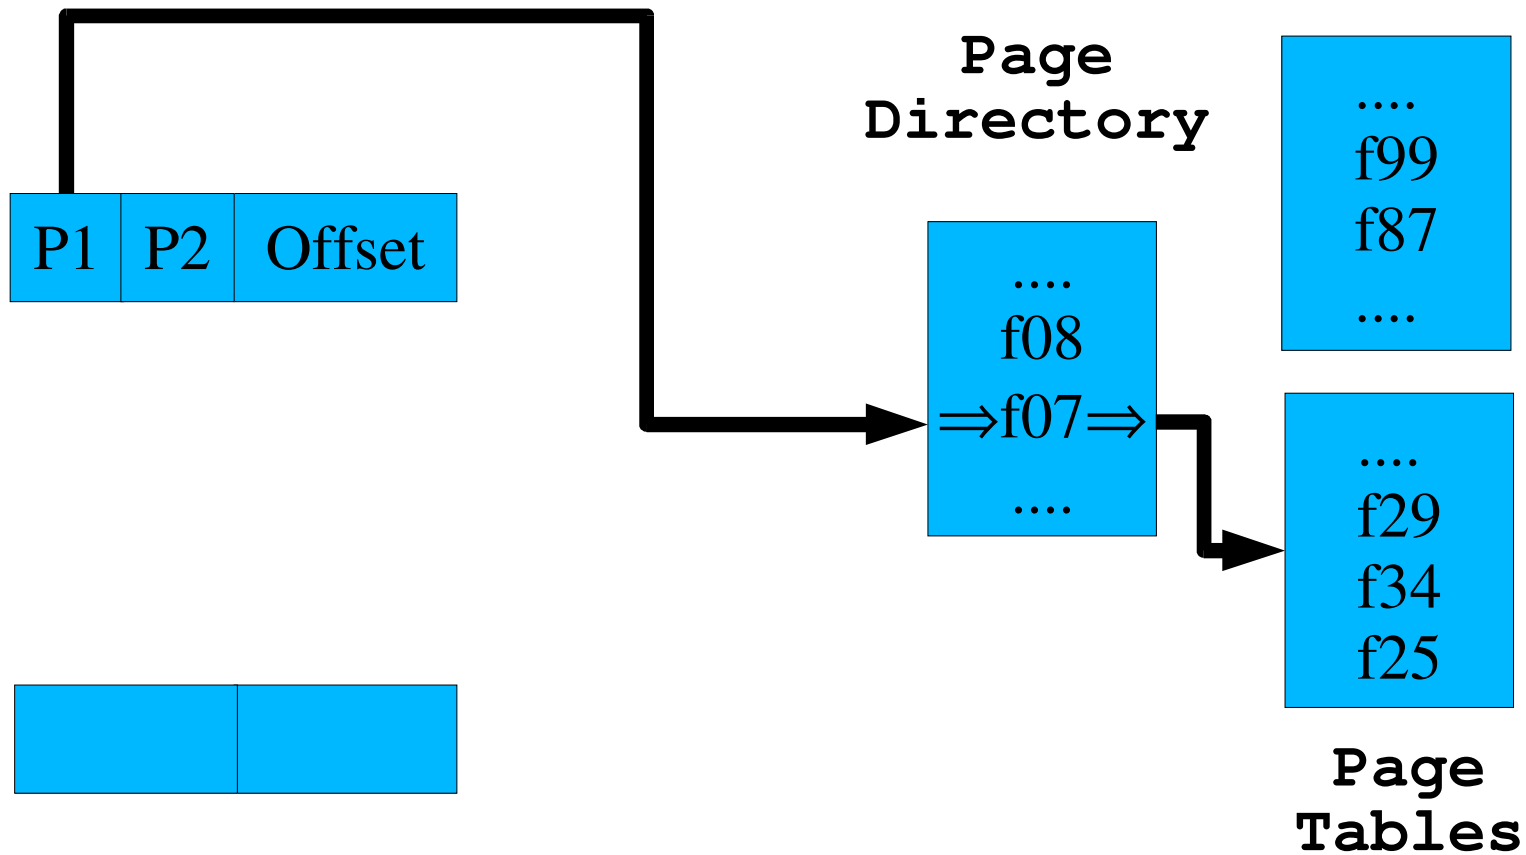 P1 P2 Offset
Page
Directory
....
f08
⇒f07⇒
....
....
f99
f87
....
....
f29
f34
f25
Page
Tables